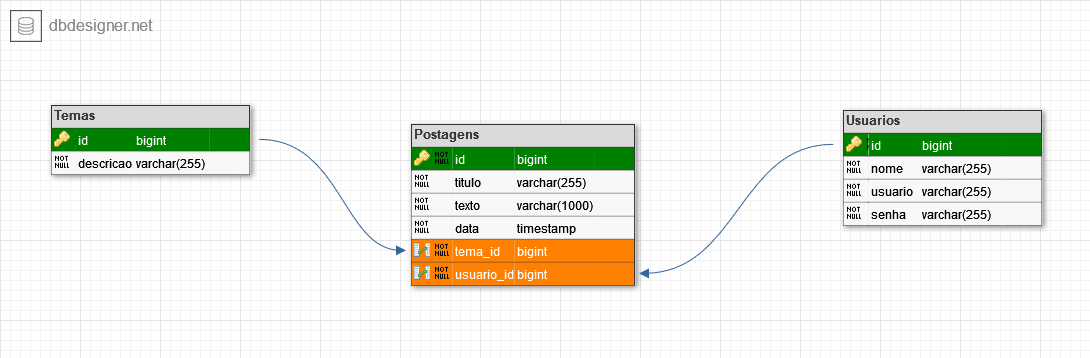 dbdesigner.net
Temas
id bigint
NOT NULL descricao varchar(255)
Postagens
NOT NULL id bigint
NOT NULL titulo varchar(255)
NOT NULL texto varchar(1000)
NOT NULL data timestamp
NOT NULL tema_id bigint
NOT NULL usuario_id bigint
Usuarios
id bigint
NOT NULL nome varchar(255)
NOT NULL usuario varchar(255)
NOT NULL senha varchar(255)